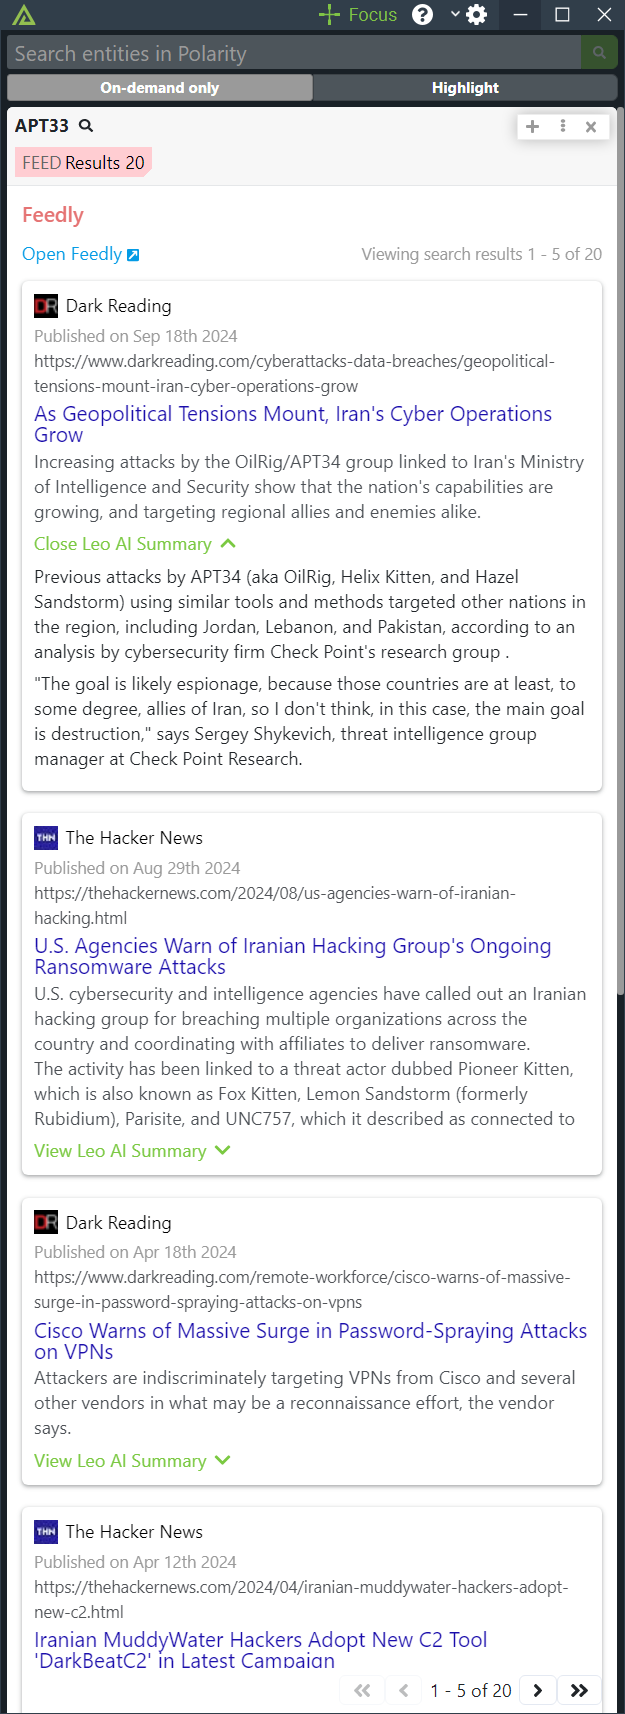 Focus
Search entities in Polarity
On-demand only
Highlight
APT33
FEED Results 20
Feedly
Open Feedly
Viewing search results 1 - 5 of 20
DR Dark Reading
Published on Sep 18th 2024
https://www.darkreading.com/cyberattacks-data-breaches/geopolitical-
tensions-mount-iran-cyber-operations-grow
As Geopolitical Tensions Mount, Iran's Cyber Operations
Grow
Increasing attacks by the OilRig/APT34 group linked to Iran's Ministry
of Intelligence and Security show that the nation's capabilities are
growing, and targeting regional allies and enemies alike.
Close Leo AI Summary
Previous attacks by APT34 (aka OilRig, Helix Kitten, and Hazel
Sandstorm) using similar tools and methods targeted other nations in
the region, including Jordan, Lebanon, and Pakistan, according to an
analysis by cybersecurity firm Check Point's research group .
"The goal is likely espionage, because those countries are at least, to
some degree, allies of Iran, so I don't think, in this case, the main goal
is destruction," says Sergey Shykevich, threat intelligence group
manager at Check Point Research.
THN The Hacker News
Published on Aug 29th 2024
https://thehackernews.com/2024/08/us-agencies-warn-of-iranian-
hacking.html
U.S. Agencies Warn of Iranian Hacking Group's Ongoing
Ransomware Attacks
U.S. cybersecurity and intelligence agencies have called out an Iranian
hacking group for breaching multiple organizations across the
country and coordinating with affiliates to deliver ransomware.
The activity has been linked to a threat actor dubbed Pioneer Kitten,
which is also known as Fox Kitten, Lemon Sandstorm (formerly
Rubidium), Parisite, and UNC757, which it described as connected to
View Leo AI Summary
DR Dark Reading
Published on Apr 18th 2024
https://www.darkreading.com/remote-workforce/cisco-warns-of-massive-
surge-in-password-spraying-attacks-on-vpns
Cisco Warns of Massive Surge in Password-Spraying Attacks
on VPNs
Attackers are indiscriminately targeting VPNs from Cisco and several
other vendors in what may be a reconnaissance effort, the vendor
says.
View Leo AI Summary
THN The Hacker News
Published on Apr 12th 2024
https://thehackernews.com/2024/04/iranian-muddywater-hackers-adopt-
new-c2.html
Iranian MuddyWater Hackers Adopt New C2 Tool
'DarkBeatC2' in Latest Campaign
1 - 5 of 20